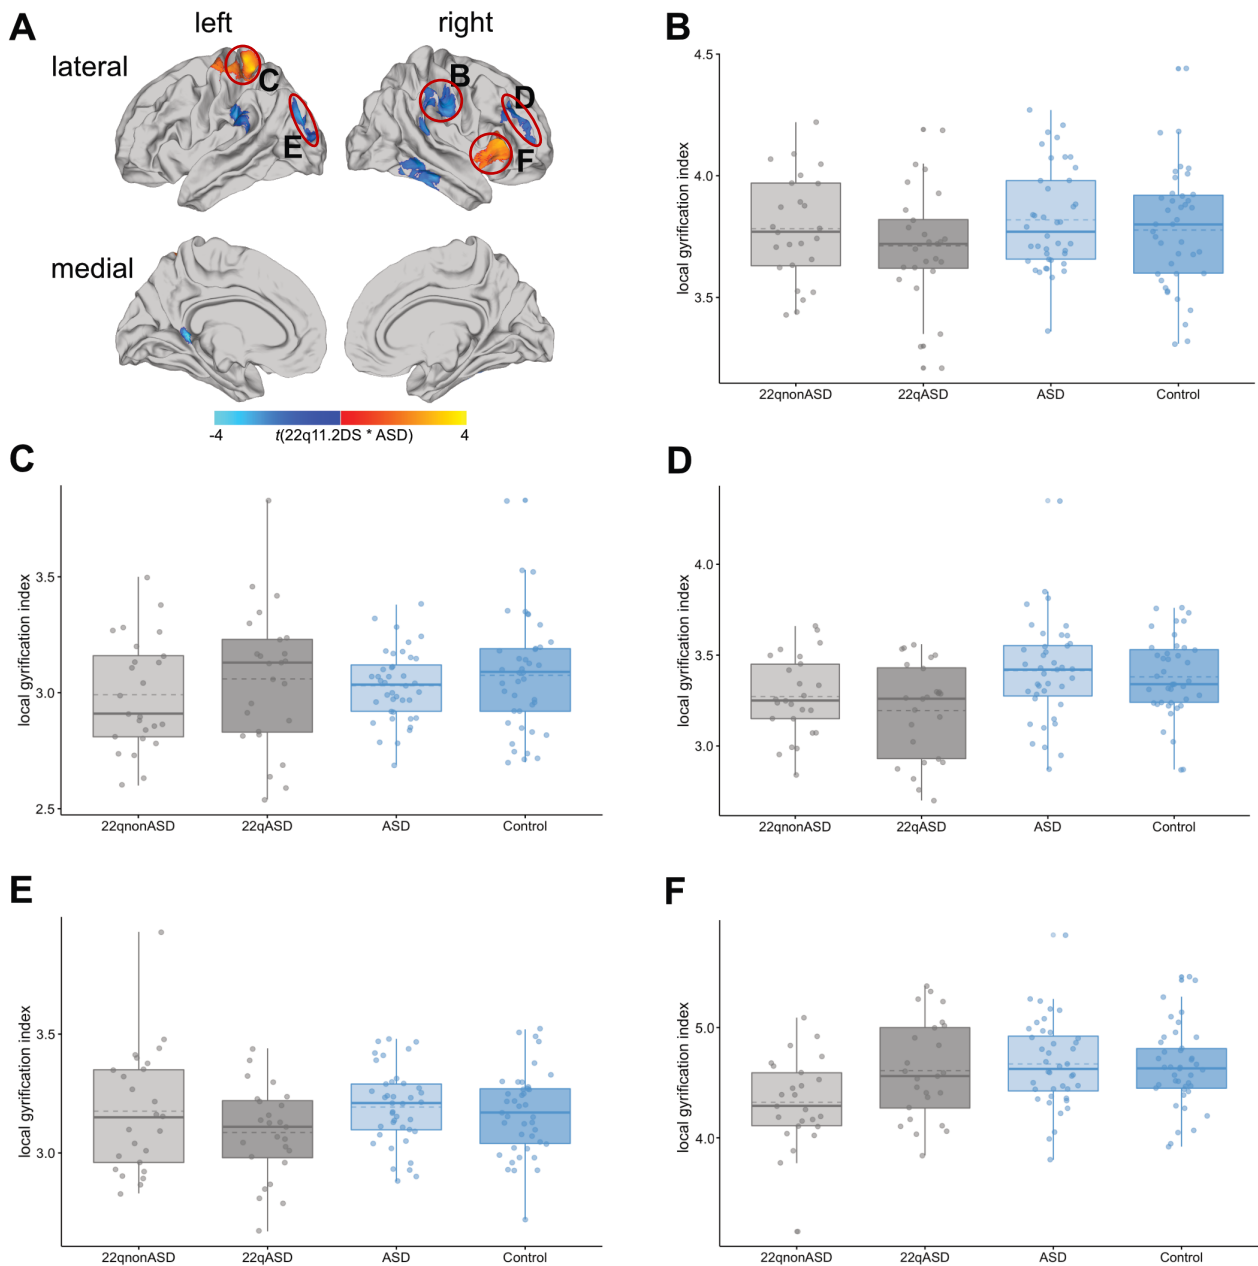 A
left
right
lateral
C
E
B
D
F
medial
-4
t(22q11.2DS * ASD)
4
B
local gyrification index
4.5
4.0
3.5
22qnonASD
22qASD
ASD
Control
C
local gyrification index
3.5
3.0
2.5
22qnonASD
22qASD
ASD
Control
D
local gyrification index
4.0
3.5
3.0
22qnonASD
22qASD
ASD
Control
E
local gyrification index
3.5
3.0
22qnonASD
22qASD
ASD
Control
F
local gyrification index
5.0
4.0
22qnonASD
22qASD
ASD
Control